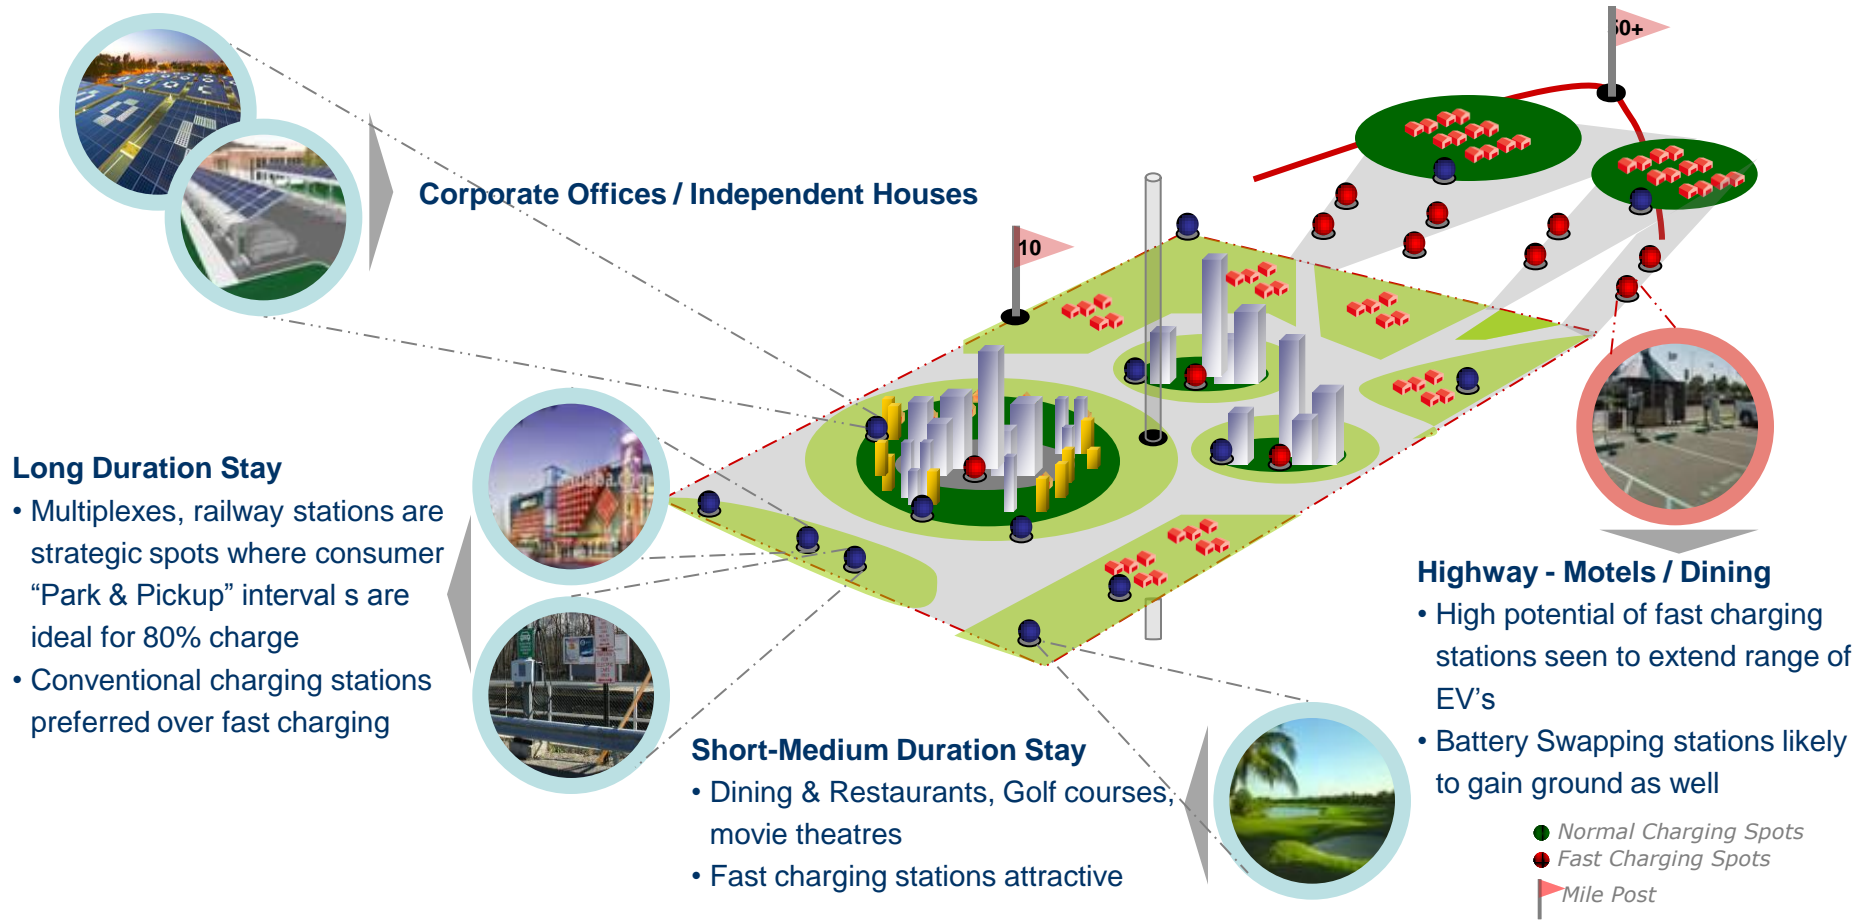 50+
10
Corporate Offices / Independent Houses
Long Duration Stay
• Multiplexes, railway stations are
strategic spots where consumer
“Park & Pickup” interval s are
ideal for 80% charge
• Conventional charging stations
preferred over fast charging
Short-Medium Duration Stay
• Dining & Restaurants, Golf courses,
movie theatres
• Fast charging stations attractive
Highway - Motels / Dining
• High potential of fast charging
stations seen to extend range of
EV’s
• Battery Swapping stations likely
to gain ground as well
Normal Charging Spots
Fast Charging Spots
Mile Post